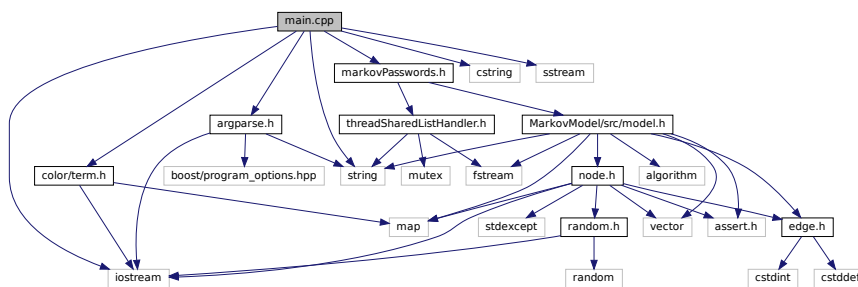 main.cpp
markovPasswords.h
cstring
sstream
argparse.h
threadSharedListHandler.h
MarkovModel/src/model.h
color/term.h
boost/program_options.hpp
string
mutex
fstream
node.h
algorithm
map
stdexcept
random.h
vector
assert.h
edge.h
iostream
random
cstdint
cstddef